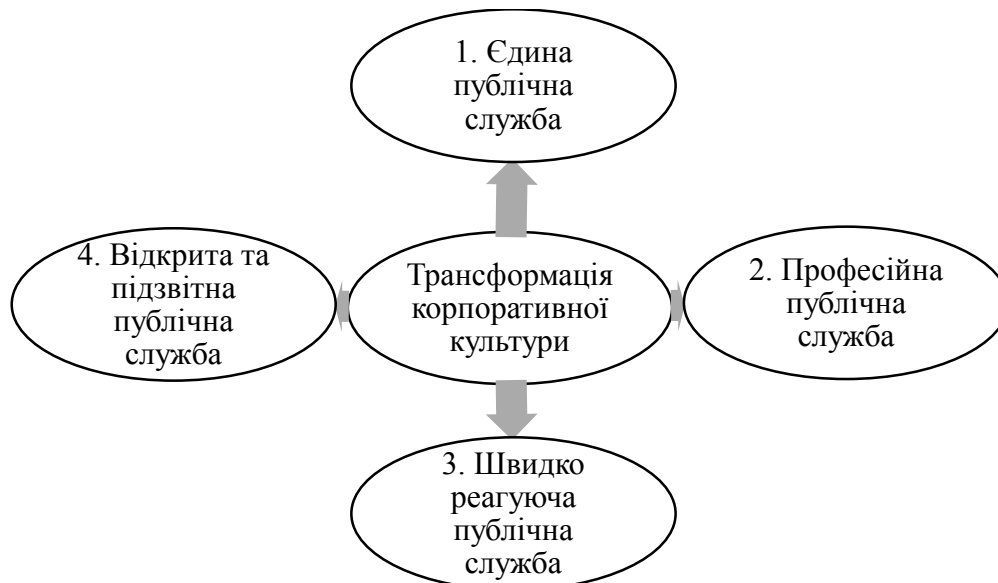 1. Єдина
публічна
служба
4. Відкрита та
підзвітна
публічна
служба
Трансформація
корпоративної
культури
2. Професійна
публічна
служба
3. Швидко
реагуюча
публічна
служба